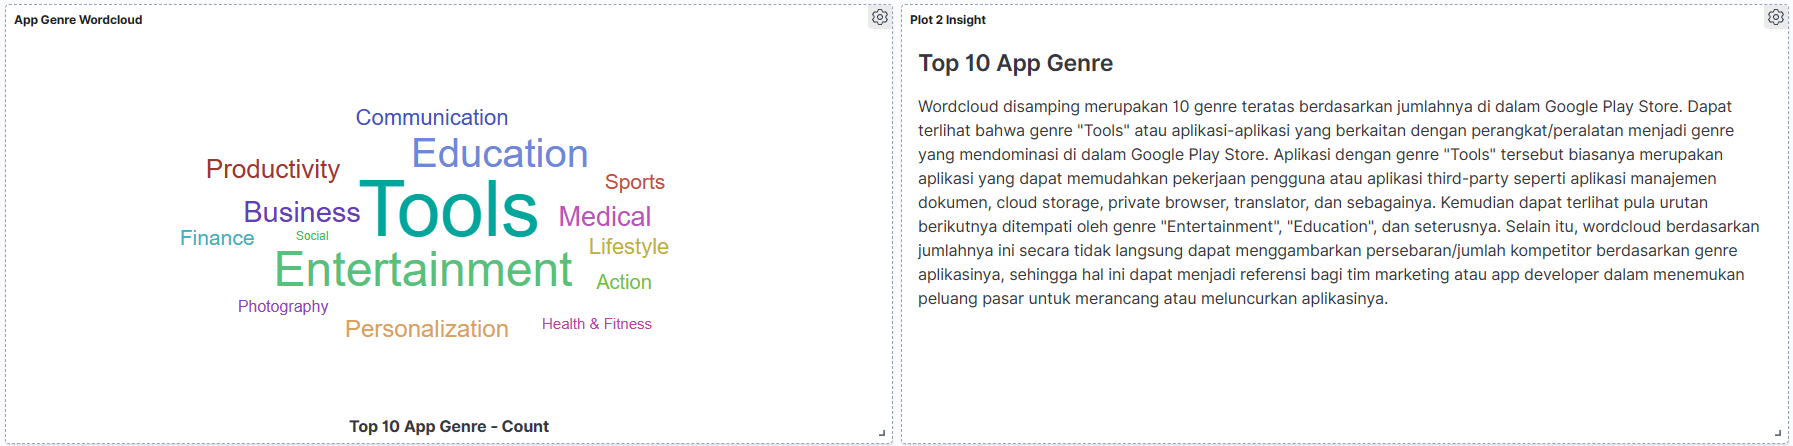 App Genre Wordcloud
Communication
Education
Productivity
Sports
Tools
Business
Medical
Finance
Social
Lifestyle
Entertainment
Action
Photography
Personalization
Health & Fitness
Top 10 App Genre - Count
Plot 2 Insight
Top 10 App Genre
Wordcloud disamping merupakan 10 genre teratas berdasarkan jumlahnya di dalam Google Play Store. Dapat
terlihat bahwa genre "Tools" atau aplikasi-aplikasi yang berkaitan dengan perangkat/peralatan menjadi genre
yang mendominasi di dalam Google Play Store. Aplikasi dengan genre "Tools" tersebut biasanya merupakan
aplikasi yang dapat memudahkan pekerjaan pengguna atau aplikasi third-party seperti aplikasi manajemen
dokumen, cloud storage, private browser, translator, dan sebagainya. Kemudian dapat terlihat pula urutan
berikutnya ditempati oleh genre "Entertainment", "Education", dan seterusnya. Selain itu, wordcloud berdasarkan
jumlahnya ini secara tidak langsung dapat menggambarkan persebaran/jumlah kompetitor berdasarkan genre
aplikasinya, sehingga hal ini dapat menjadi referensi bagi tim marketing atau app developer dalam menemukan
peluang pasar untuk merancang atau meluncurkan aplikasinya.